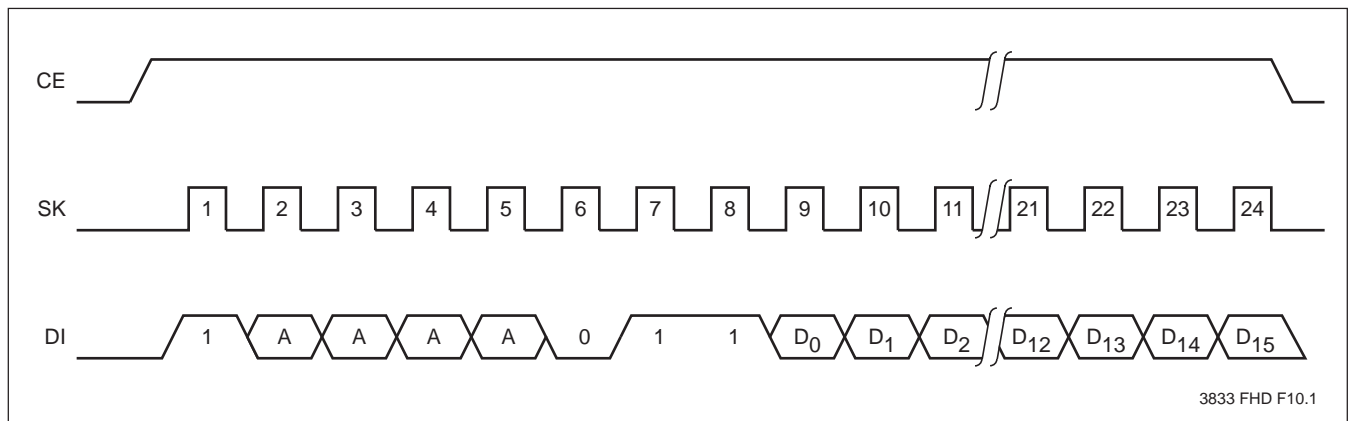 CE
SK 1 2 3 4 5 6 7 8 9 10 11 21 22 23 24
DI 1 A A A A 0 1 1 D0 D1 D2 D12 D13 D14 D15
3833 FHD F10.1